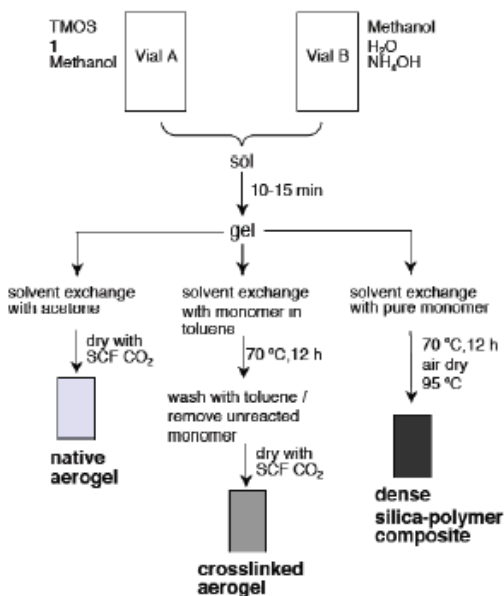 TMOS
1
Methanol
Vial A
Vial B
Methanol
H₂O
NH₄OH
sol
10-15 min
gel
solvent exchange
with acetone
dry with
SCF CO₂
native
aerogel
solvent exchange
with monomer in
toluene
70 ºC,12 h
wash with toluene /
remove unreacted
monomer
dry with
SCF CO₂
crosslinked
aerogel
solvent exchange
with pure monomer
70 ºC,12 h
air dry
95 ºC
dense
silica-polymer
composite